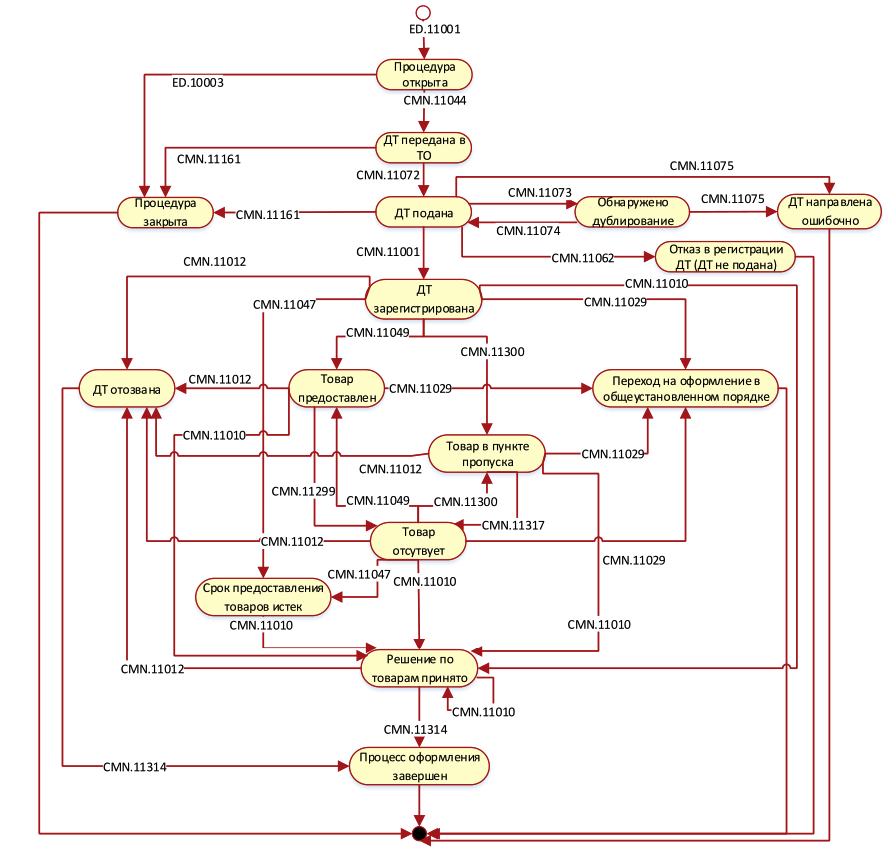 ED.11001
Процедура
открыта
ED.10003
CMN.11044
ДТ передана в
ТО
CMN.11161
CMN.11075
CMN.11072
CMN.11073
CMN.11075
Процедура
закрыта
CMN.11161
ДТ подана
Обнаружено
дублирование
ДТ направлена
ошибочно
CMN.11074
CMN.11001
CMN.11062
Отказ в регистрации
ДТ (ДТ не подана)
CMN.11012
CMN.11010
ДТ
зарегистрирована
CMN.11047
CMN.11029
CMN.11049
CMN.11300
ДТ отозвана
CMN.11012
Товар
предоставлен
CMN.11029
Переход на оформление в
общеустановленном порядке
CMN.11010
Товар в пункте
пропуска
CMN.11029
CMN.11012
CMN.11299
CMN.11049
CMN.11300
CMN.11317
CMN.11012
Товар
отсутвует
CMN.11029
CMN.11047
CMN.11010
Срок предоставления
товаров истек
CMN.11010
CMN.11010
CMN.11012
Решение по
товарам принято
CMN.11010
CMN.11314
CMN.11314
Процесс оформления
завершен